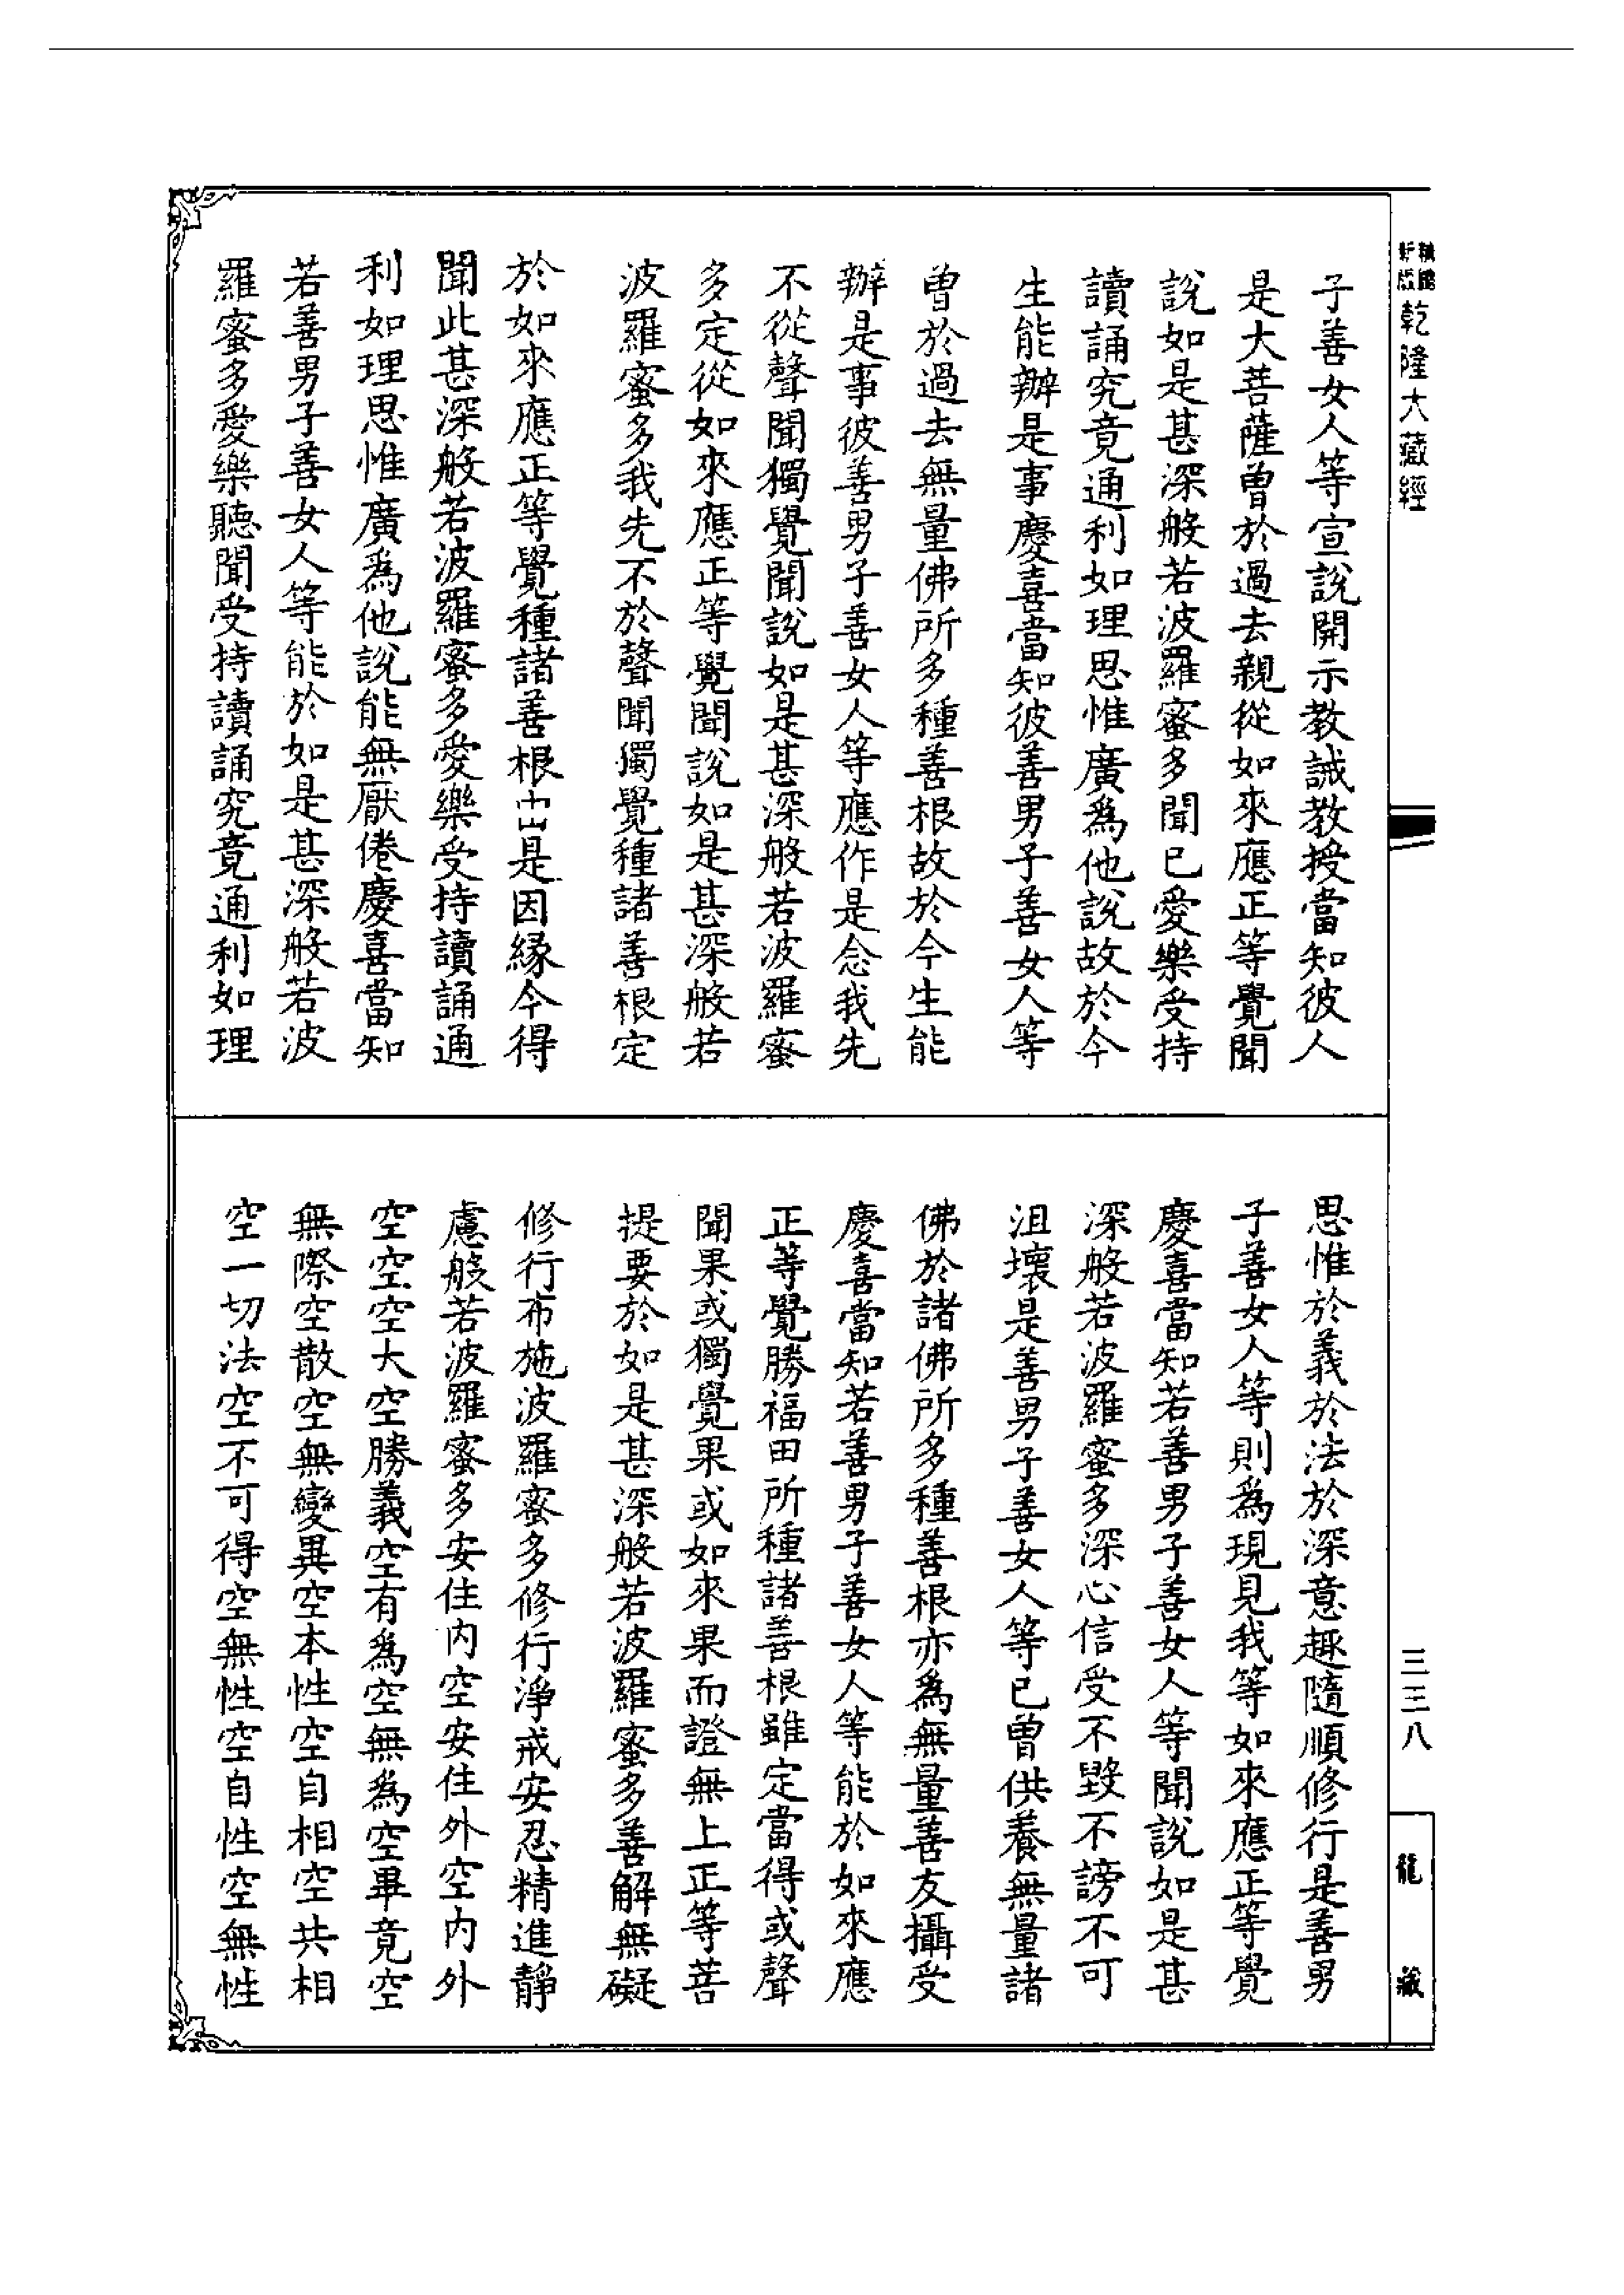 乾隆大藏經
子善女人等宣說開示教誡教授當知彼人
是大菩薩曾於過去親從如來應正等覺聞
說如是甚深般若波羅蜜多聞已愛樂受持
讀誦究竟通利如理思惟廣為他說故於今
生能辦是事慶喜當知彼善男子善女人等
曾於過去無量佛所多種善根故於今生能
辦是事彼善男子善女人等應作是念我先
不從聲聞獨覺聞說如是甚深般若波羅蜜
多定從如來應正等覺聞說如是甚深般若
波羅蜜多我先不於聲聞獨覺種諸善根定
於如來應正等覺種諸善根由是因緣今得
聞此甚深般若波羅蜜多愛樂受持讀誦通
利如理思惟廣為他說能無厭倦慶喜當知
若善男子善女人等能於如是甚深般若波
羅蜜多愛樂聽聞受持讀誦究竟通利如理
思惟於義於法於深意趣隨順修行是善男
子善女人等則為現見我等如來應正等覺
慶喜當知若善男子善女人等聞說如是甚
深般若波羅蜜多深心信受不毀不謗不可
沮壞是善男子善女人等已曾供養無量諸
佛於諸佛所多種善根亦為無量善友攝受
慶喜當知若善男子善女人等能於如來應
正等覺勝福田所種諸善根雖定當得或聲
聞果或獨覺果或如來果而證無上正等菩
提要於如是甚深般若波羅蜜多善解無礙
修行布施波羅蜜多修行淨戒安忍精進靜
慮般若波羅蜜多安住內空安住外空內外
空空空大空勝義空有為空無為空畢竟空
無際空散空無變異空本性空自相空共相
空一切法空不可得空無性空自性空無性
三三八
龍藏